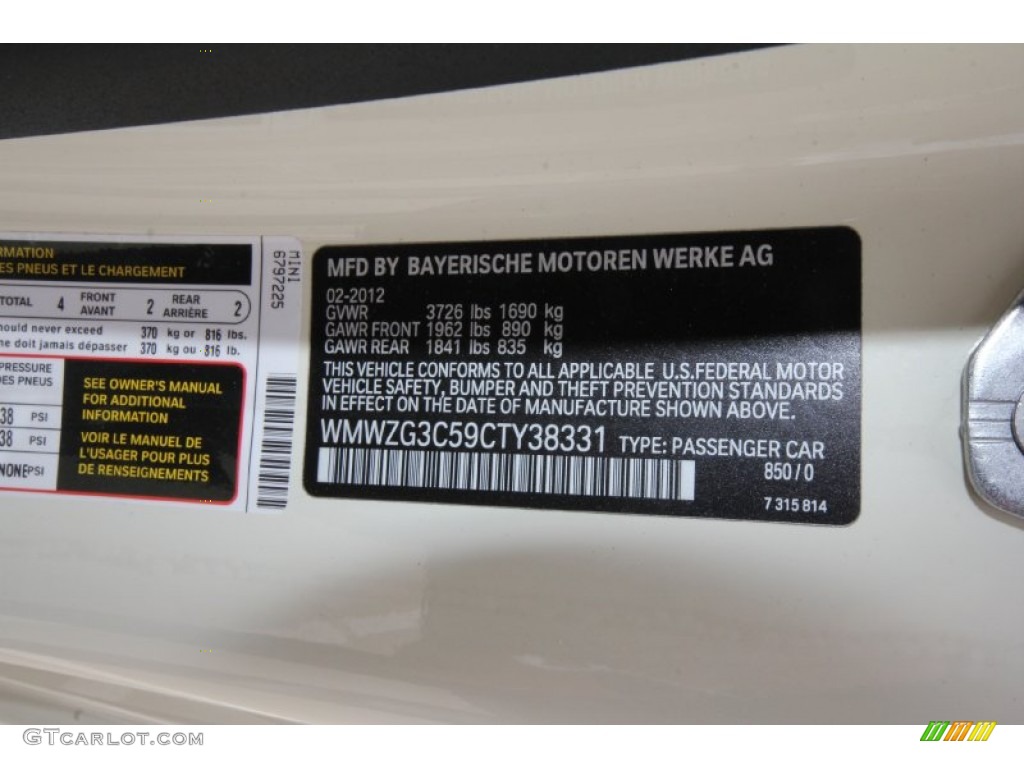 RMATION
ES PNEUS ET LE CHARGEMENT
TOTAL 4 FRONT AVANT 2 REAR ARRIÈRE 2
hould never exceed 370 kg or 816 lbs.
ne doit jamais dépasser 370 kg ou 816 lb.
PRESSURE
DES PNEUS
38 PSI
38 PSI
NONE PSI
SEE OWNER'S MANUAL
FOR ADDITIONAL
INFORMATION
VOIR LE MANUEL DE
L'USAGER POUR PLUS
DE RENSEIGNEMENTS
MINI
6797225
MFD BY BAYERISCHE MOTOREN WERKE AG
02-2012
GVWR 3726 lbs 1690 kg
GAWR FRONT 1962 lbs 890 kg
GAWR REAR 1841 lbs 835 kg
THIS VEHICLE CONFORMS TO ALL APPLICABLE U.S.FEDERAL MOTOR
VEHICLE SAFETY, BUMPER AND THEFT PREVENTION STANDARDS
IN EFFECT ON THE DATE OF MANUFACTURE SHOWN ABOVE.
WMWZG3C59CTY38331 TYPE: PASSENGER CAR
850/0
7 315 814
GTCarLot.com